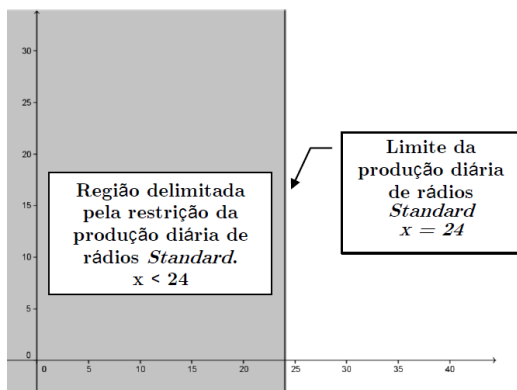 30
25
20
15
10
5
0
0 5 10 15 20 25 30 35 40
Região delimitada
pela restrição da
produção diária de
rádios Standard.
x < 24
Limite da
produção diária
de rádios
Standard
x = 24